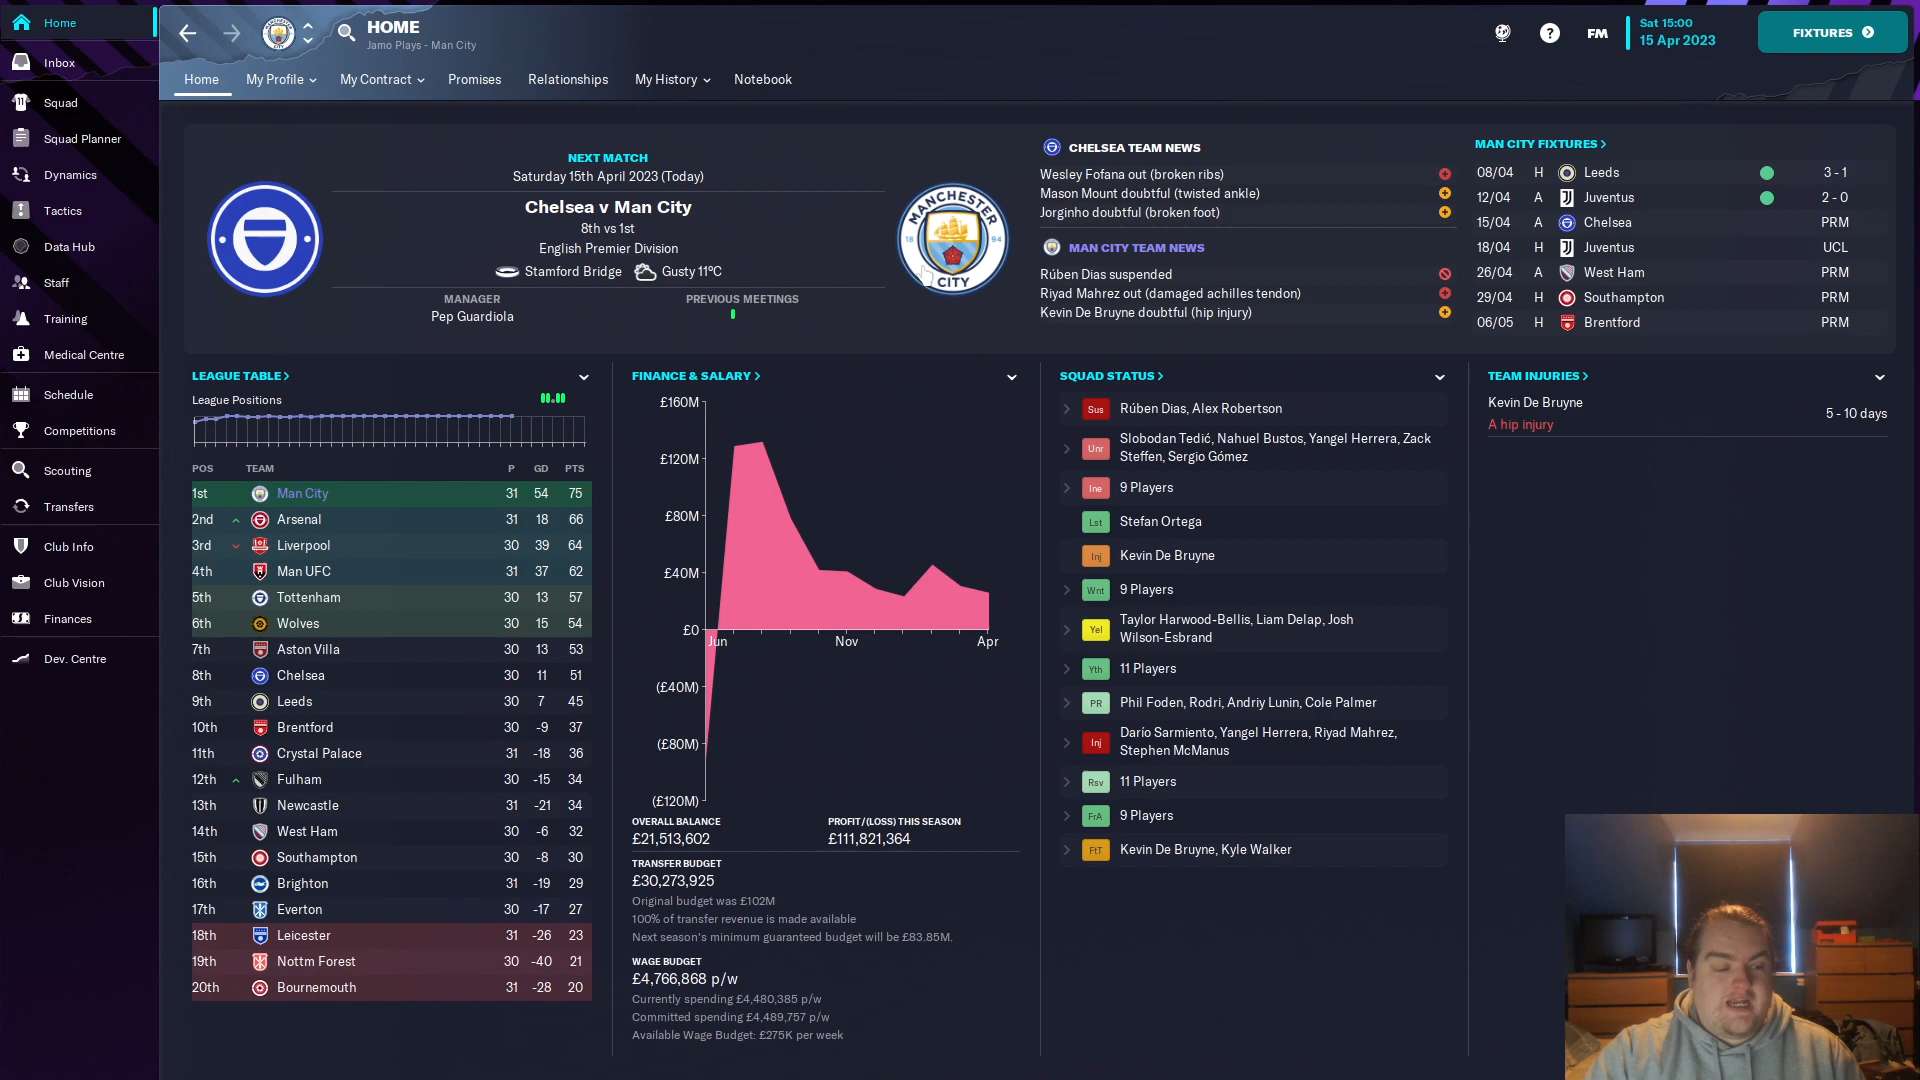 Home
Inbox
Squad
Squad Planner
Dynamics
Tactics
Data Hub
Staff
Training
Medical Centre
Schedule
Competitions
Scouting
Transfers
Club Info
Club Vision
Finances
Dev. Centre
HOME
Jamo Plays - Man City
FM
Sat 15:00
15 Apr 2023
FIXTURES
Home My Profile My Contract Promises Relationships My History Notebook
NEXT MATCH
Saturday 15th April 2023 (Today)
Chelsea v Man City
8th vs 1st
English Premier Division
Stamford Bridge Gusty 11ºC
MANAGER
Pep Guardiola
PREVIOUS MEETINGS
MANCHESTER
18 94
CITY
CHELSEA TEAM NEWS
Wesley Fofana out (broken ribs)
Mason Mount doubtful (twisted ankle)
Jorginho doubtful (broken foot)
MAN CITY TEAM NEWS
Rúben Dias suspended
Riyad Mahrez out (damaged achilles tendon)
Kevin De Bruyne doubtful (hip injury)
MAN CITY FIXTURES
08/04 H Leeds 3 - 1
12/04 A Juventus 2 - 0
15/04 A Chelsea PRM
18/04 H Juventus UCL
26/04 A West Ham PRM
29/04 H Southampton PRM
06/05 H Brentford PRM
LEAGUE TABLE
League Positions
POS TEAM P GD PTS
1st Man City 31 54 75
2nd Arsenal 31 18 66
3rd Liverpool 30 39 64
4th Man UFC 31 37 62
5th Tottenham 30 13 57
6th Wolves 30 15 54
7th Aston Villa 30 13 53
8th Chelsea 30 11 51
9th Leeds 30 7 45
10th Brentford 30 -9 37
11th Crystal Palace 31 -18 36
12th Fulham 30 -15 34
13th Newcastle 31 -21 34
14th West Ham 30 -6 32
15th Southampton 30 -8 30
16th Brighton 31 -19 29
17th Everton 30 -17 27
18th Leicester 31 -26 23
19th Nottm Forest 30 -40 21
20th Bournemouth 31 -28 20
FINANCE & SALARY
£160M
£120M
£80M
£40M
£0
(£40M)
(£80M)
(£120M)
Jun Nov Apr
OVERALL BALANCE
£21,513,602
PROFIT/(LOSS) THIS SEASON
£111,821,364
TRANSFER BUDGET
£30,273,925
Original budget was £102M
100% of transfer revenue is made available
Next season's minimum guaranteed budget will be £83.85M.
WAGE BUDGET
£4,766,868 p/w
Currently spending £4,480,385 p/w
Committed spending £4,489,757 p/w
Available Wage Budget: £275K per week
SQUAD STATUS
Sus Rúben Dias, Alex Robertson
Unr Slobodan Tedić, Nahuel Bustos, Yangel Herrera, Zack
Steffen, Sergio Gómez
Ine 9 Players
Lst Stefan Ortega
Inj Kevin De Bruyne
Wnt 9 Players
Yel Taylor Harwood-Bellis, Liam Delap, Josh
Wilson-Esbrand
Yth 11 Players
PR Phil Foden, Rodri, Andriy Lunin, Cole Palmer
Inj Darío Sarmiento, Yangel Herrera, Riyad Mahrez,
Stephen McManus
Rsv 11 Players
FrA 9 Players
FtT Kevin De Bruyne, Kyle Walker
TEAM INJURIES
Kevin De Bruyne
A hip injury
5 - 10 days